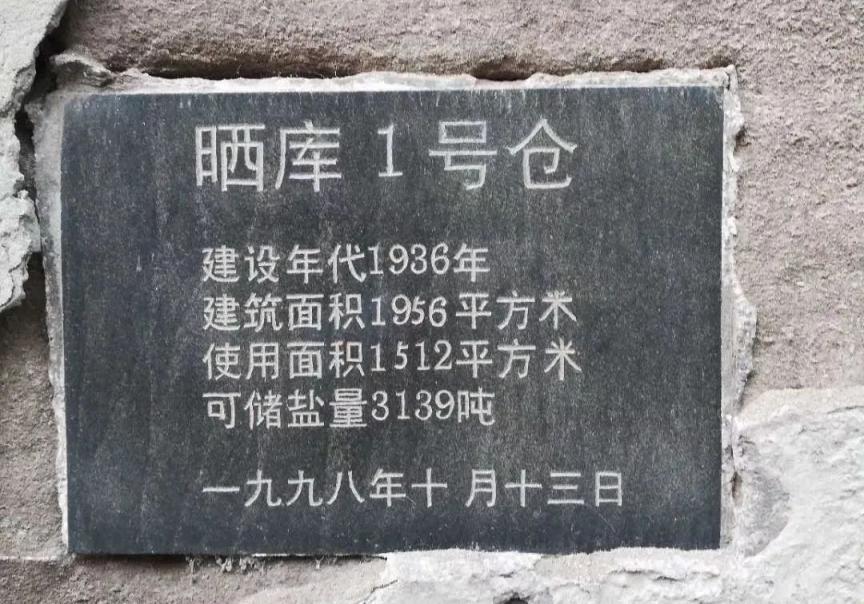 晒库1号仓
建设年代1936年
建筑面积1956平方米
使用面积1512平方米
可储盐量3139吨
一九九八年十月十三日